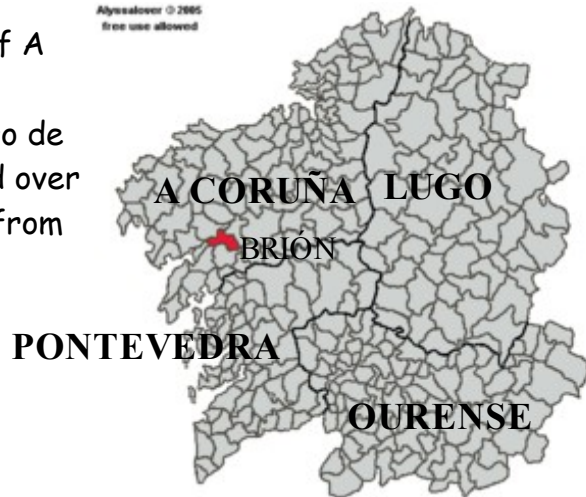 Alyssalover © 2005
free use allowed
f A
o de
d over
from
A CORUÑA
LUGO
BRIÓN
PONTEVEDRA
OURENSE